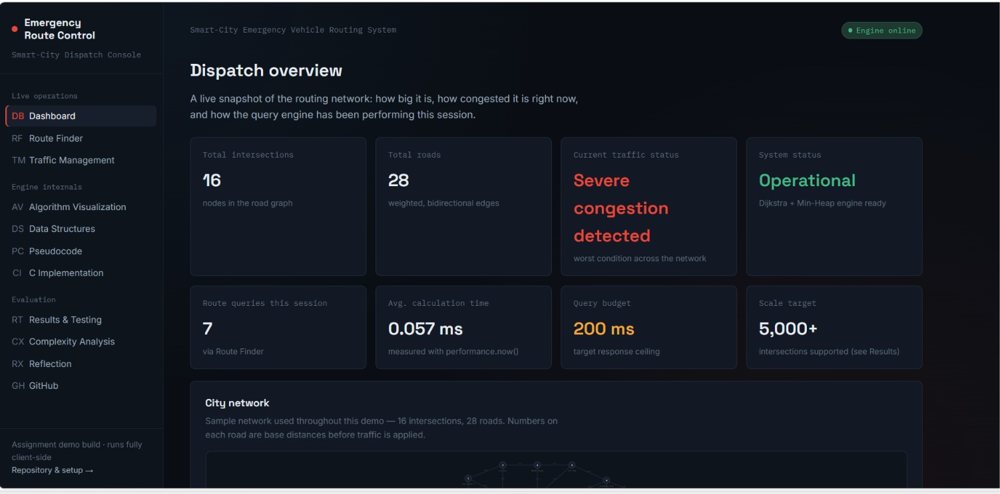 Emergency
Route Control
Smart-City Dispatch Console
Live operations
DB Dashboard
RF Route Finder
TM Traffic Management
Engine internals
AV Algorithm Visualization
DS Data Structures
PC Pseudocode
CI C Implementation
Evaluation
RT Results & Testing
CX Complexity Analysis
RX Reflection
GH GitHub
Assignment demo build · runs fully
client-side
Repository & setup →
Smart-City Emergency Vehicle Routing System
Engine online
Dispatch overview
A live snapshot of the routing network: how big it is, how congested it is right now,
and how the query engine has been performing this session.
Total intersections
16
nodes in the road graph
Total roads
28
weighted, bidirectional edges
Current traffic status
Severe
congestion
detected
worst condition across the network
System status
Operational
Dijkstra + Min-Heap engine ready
Route queries this session
7
via Route Finder
Avg. calculation time
0.057 ms
measured with performance.now()
Query budget
200 ms
target response ceiling
Scale target
5,000+
intersections supported (see Results)
City network
Sample network used throughout this demo — 16 intersections, 28 roads. Numbers on
each road are base distances before traffic is applied.